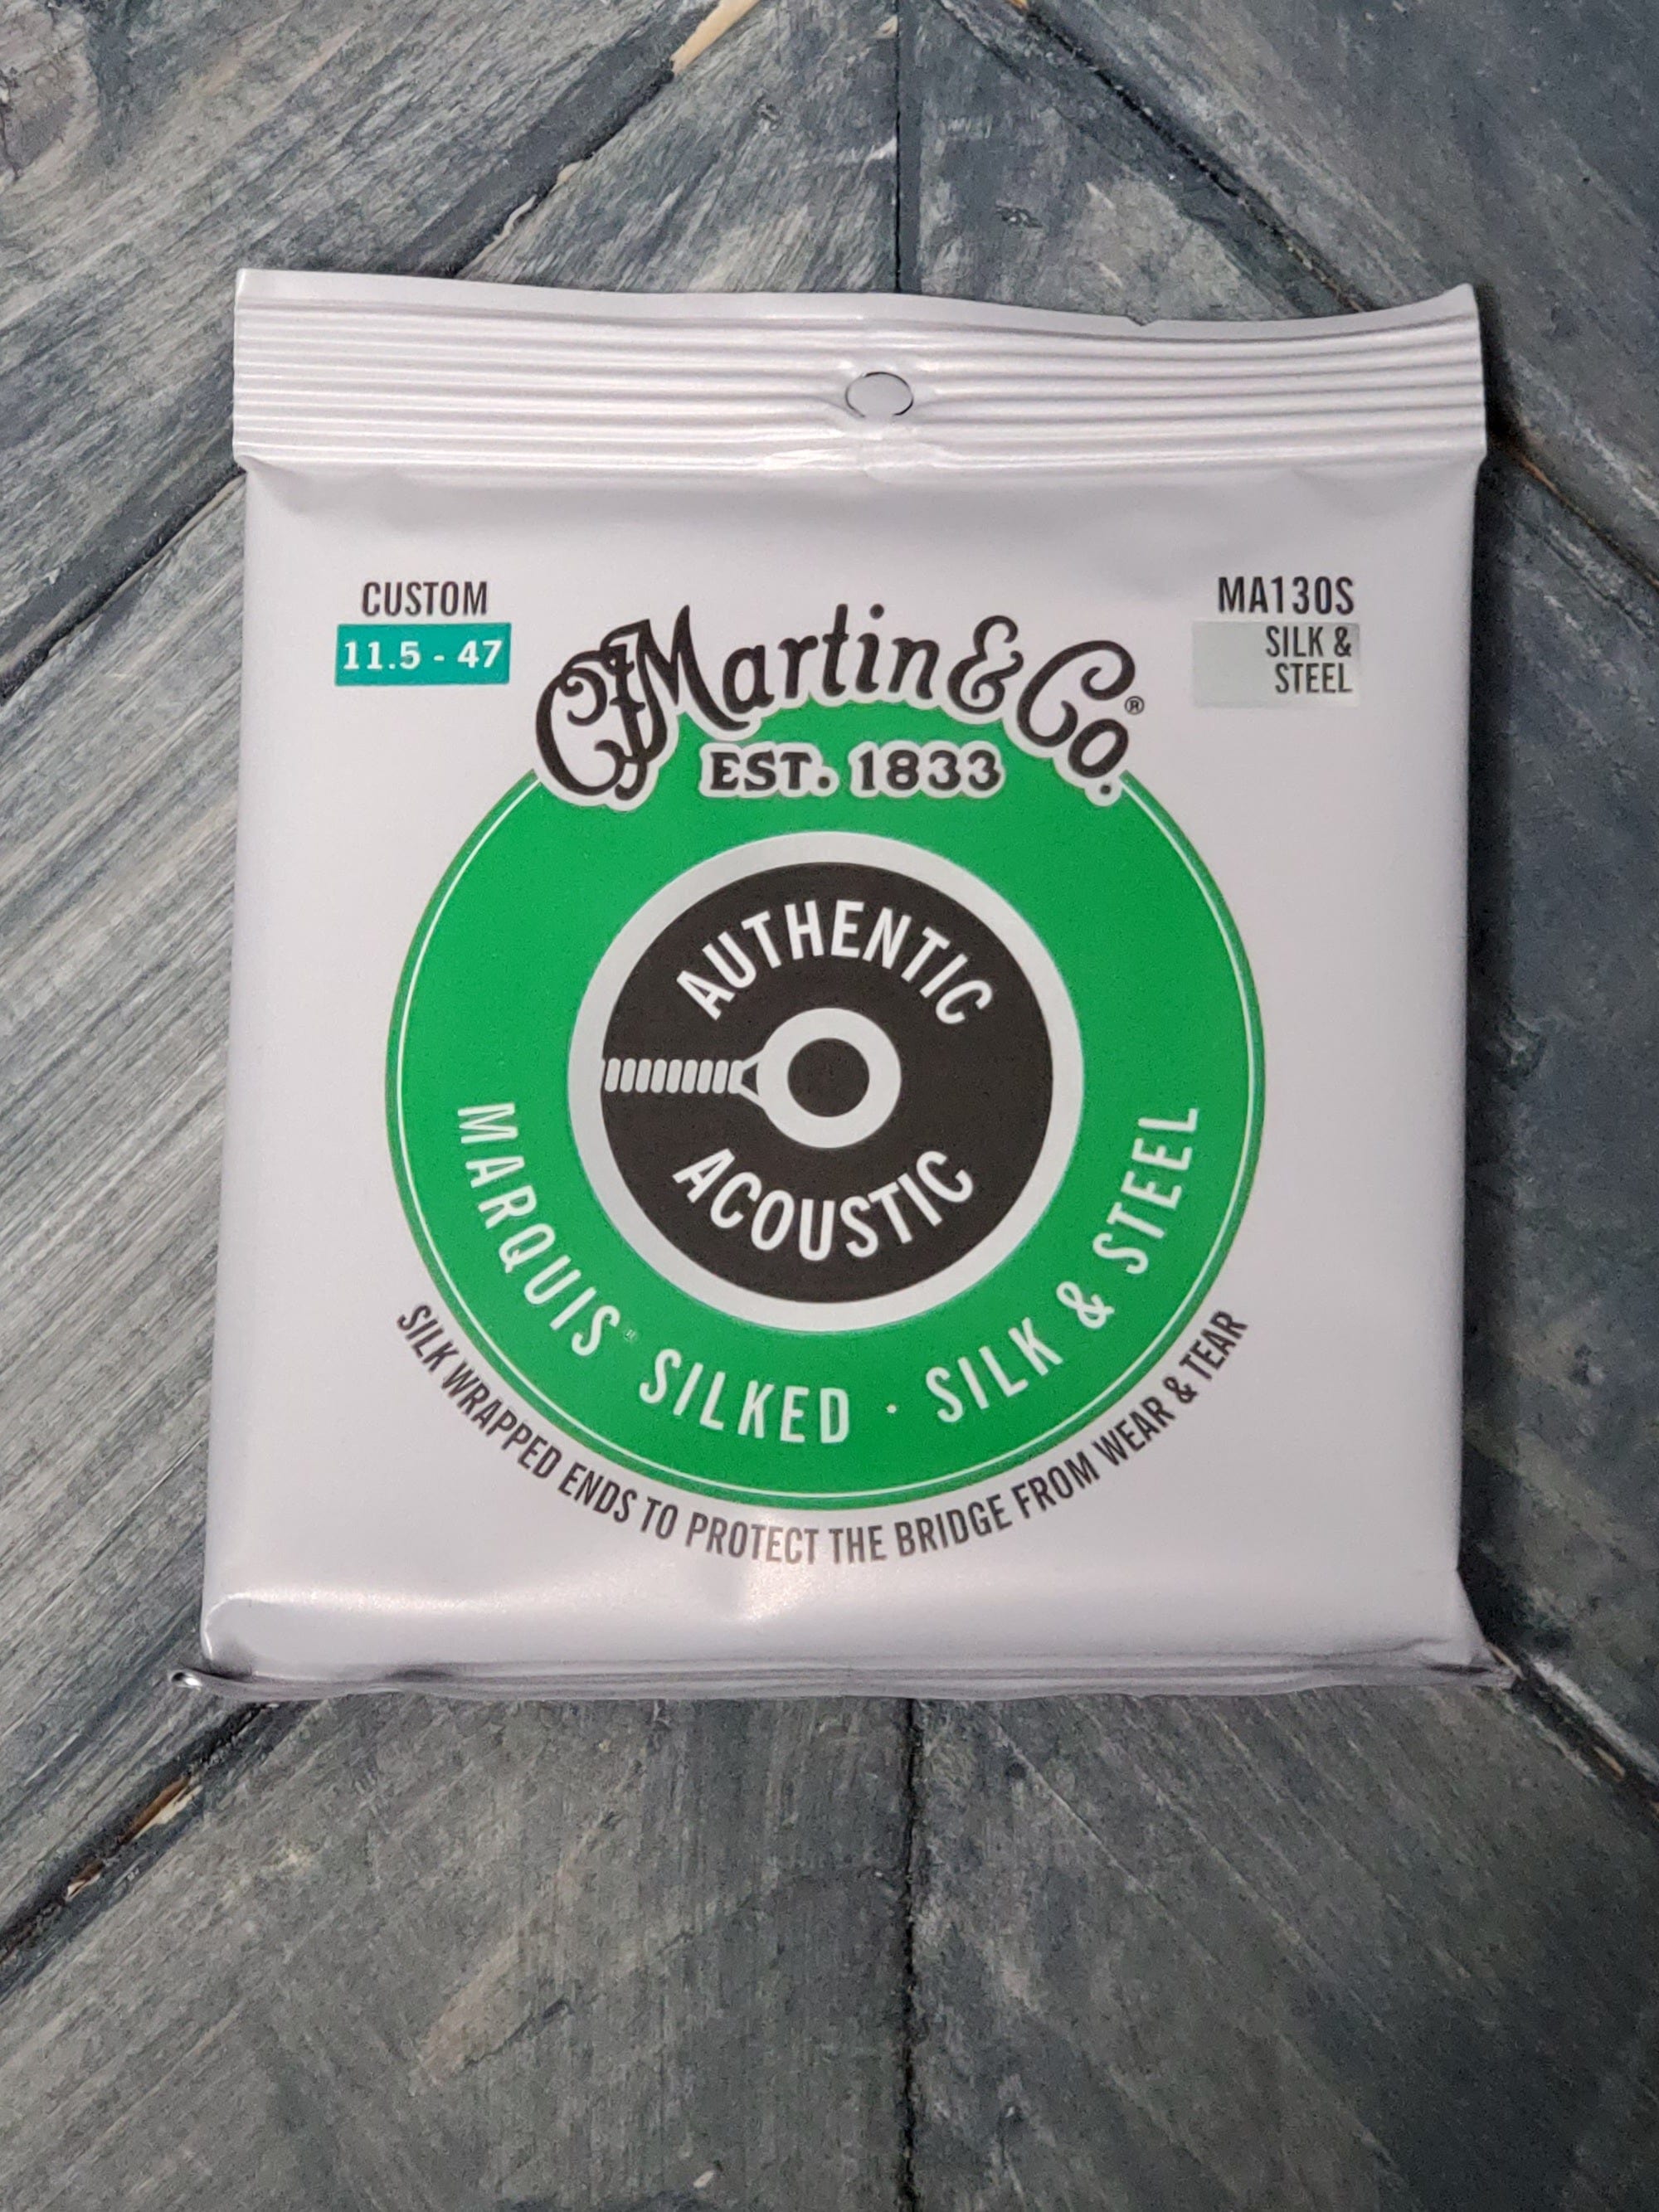 CUSTOM
11.5 - 47
MA130S
SILK &
STEEL
CF Martin & Co.®
EST. 1833
AUTHENTIC
ACOUSTIC
MARQUIS® SILKED · SILK & STEEL
SILK WRAPPED ENDS TO PROTECT THE BRIDGE FROM WEAR & TEAR